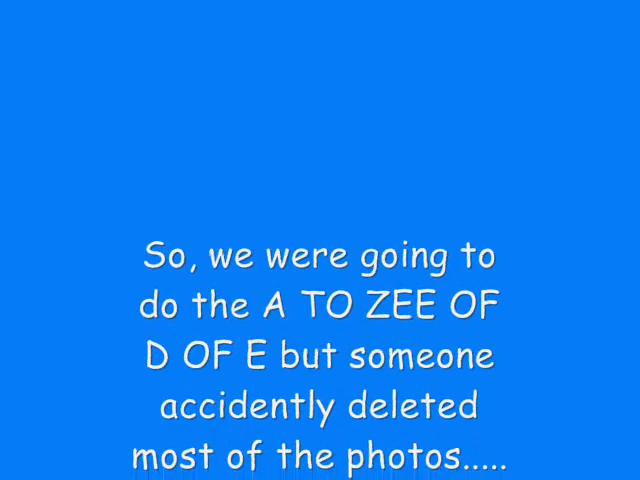 So, we were going to
do the A TO ZEE OF
D OF E but someone
accidently deleted
most of the photos.....